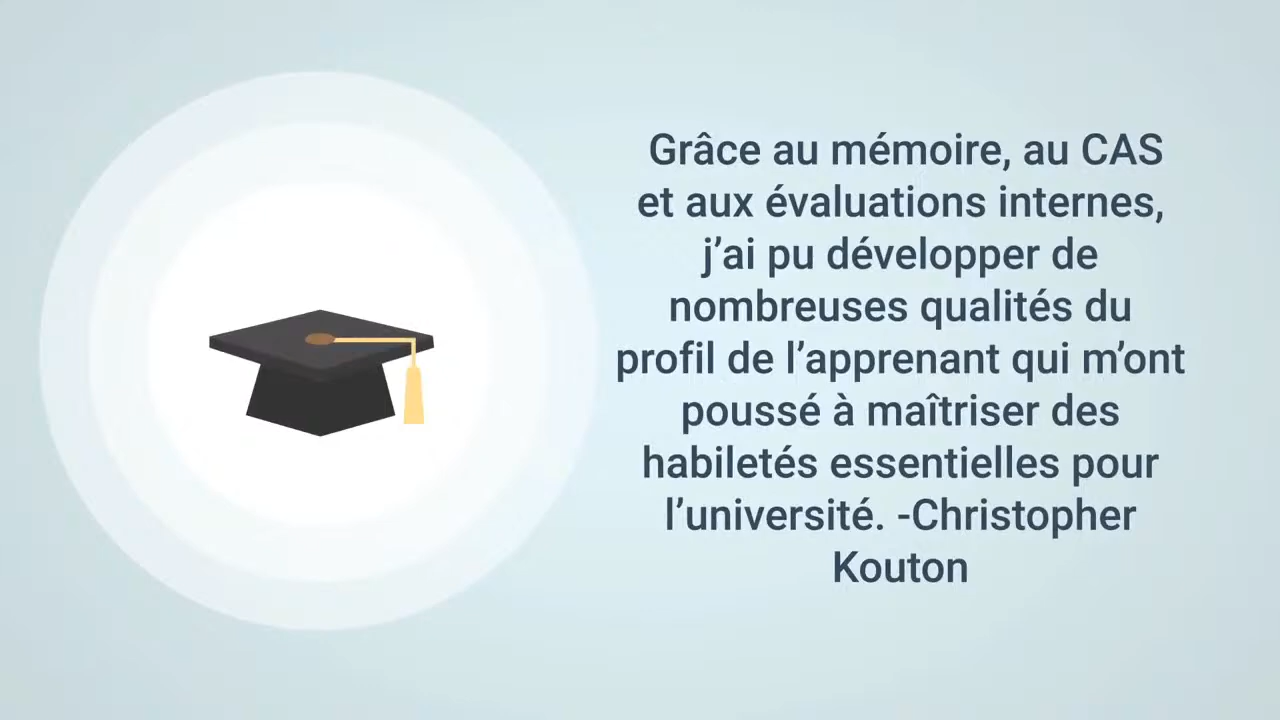 Grâce au mémoire, au CAS
et aux évaluations internes,
j’ai pu développer de
nombreuses qualités du
profil de l’apprenant qui m’ont
poussé à maîtriser des
habiletés essentielles pour
l’université. -Christopher
Kouton